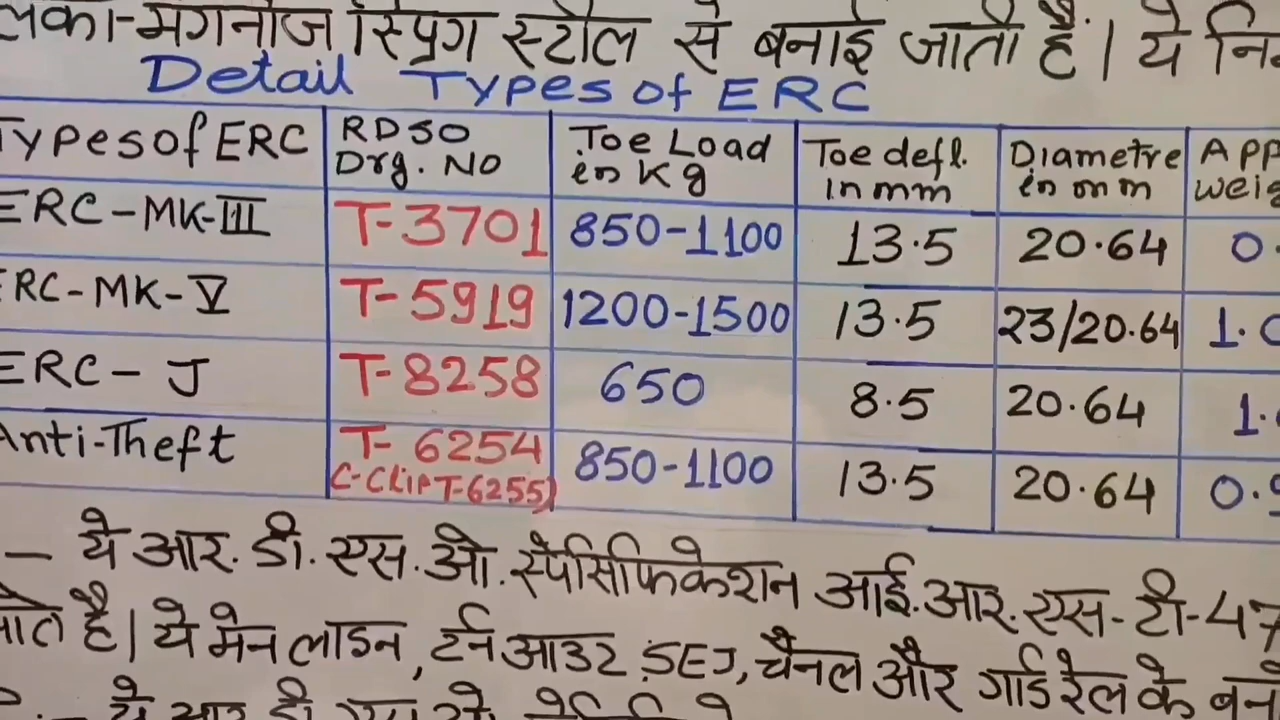 स्प्रिंग स्टील से बनाई जाती हैं। ये
Detail Types of ERC
Types of ERC RDSO Drg. NO Toe Load in Kg Toe defl. in mm Diametre in mm
ERC-MK-III T-3701 850-1100 13.5 20.64
ERC-MK-V T-5919 1200-1500 13.5 23/20.64
ERC-J T-8258 650 8.5 20.64
Anti-Theft T-6254 C-Clip T-6255) 850-1100 13.5 20.64
- ये आर. डी. एस. ओ. स्पेसिफिकेशन आई. आर. एस- टी-47
है। ये मेन लाइन, टर्न आउट SEJ, चैनल और गार्ड रेल के